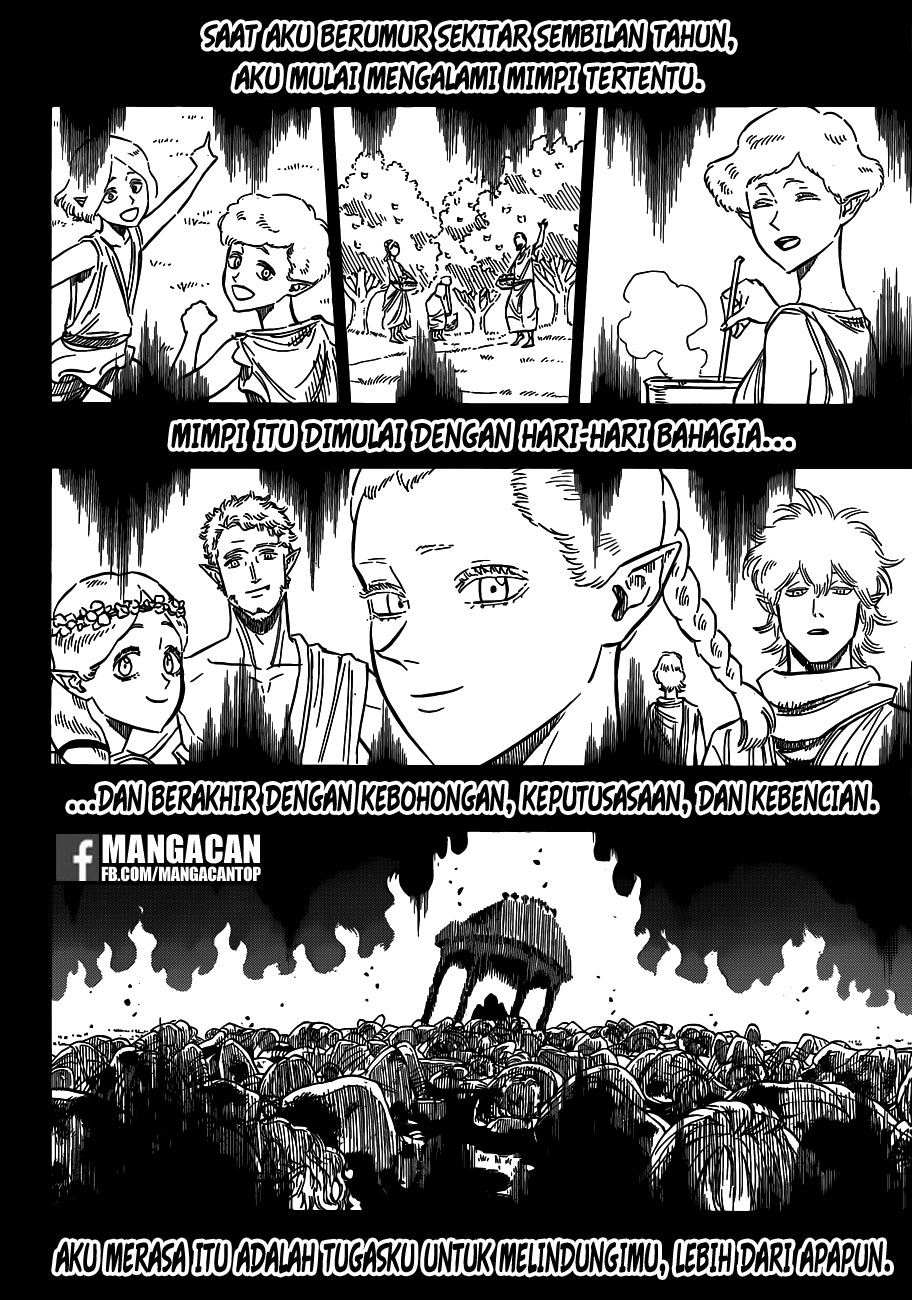 SAAT AKU BERUMUR SEKITAR SEMBILAN TAHUN,
AKU MULAI MENGALAMI MIMPI TERTENTU.
MIMPI ITU DIMULAI DENGAN HARI-HARI BAHAGIA...
...DAN BERAKHIR DENGAN KEBOHONGAN, KEPUTUSASAAN, DAN KEBENCIAN.
f MANGACAN
FB.COM/MANGACANTOP
AKU MERASA ITU ADALAH TUGASKU UNTUK MELINDUNGIMU, LEBIH DARI APAPUN.